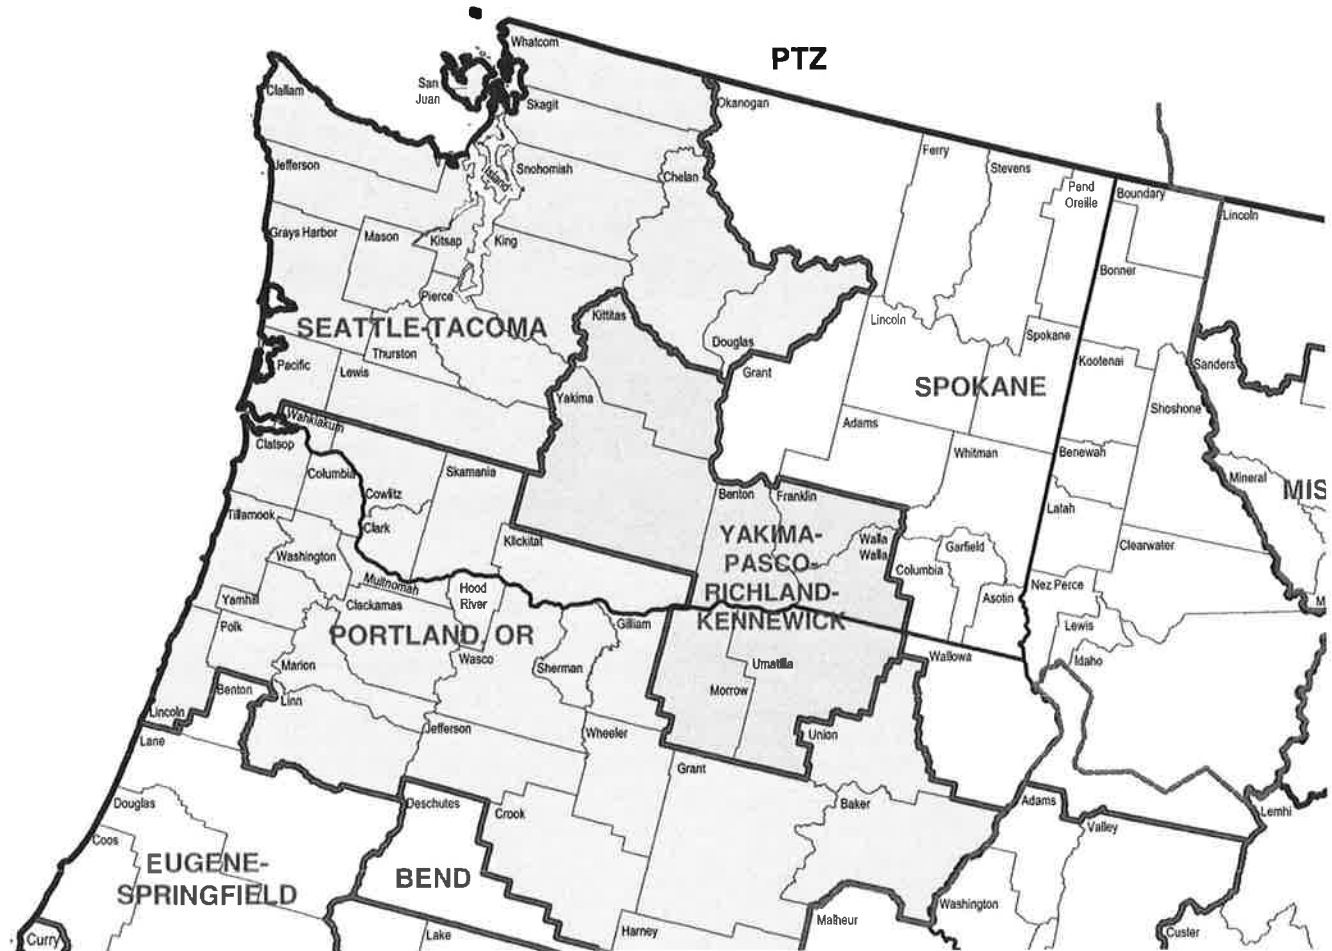 Whatcom
PTZ
San
Juan
Clallam
Skagit
Okanogan
Jefferson
Island
Snohomish
Chelan
Ferry
Stevens
Pend
Oreille
Boundary
Lincoln
Grays Harbor
Mason
Kitsap
King
Bonner
Pierce
Kittitas
Lincoln
SEATTLE-TACOMA
Spokane
Thurston
Douglas
Pacific
Lewis
Grant
Kootenai
Sanders
SPOKANE
Yakima
Shoshone
Wahkiakum
Adams
Clatsop
Whitman
Benewah
Columbia
Skamania
Mineral
MIS
Cowlitz
Benton
Franklin
Tillamook
Clark
Latah
Klickitat
YAKIMA-
PASCO-
RICHLAND-
KENNEWICK
Walla
Walla
Garfield
Clearwater
Washington
Columbia
Multnomah
Hood
River
Asotin
Nez Perce
Yamhill
Clackamas
M
Polk
PORTLAND, OR
Gilliam
Lewis
Marion
Wasco
Sherman
Umatilla
Wallowa
Idaho
Benton
Morrow
Linn
Lincoln
Jefferson
Wheeler
Union
Lane
Grant
Douglas
Deschutes
Crook
Baker
Adams
Lemhi
Coos
Valley
EUGENE-
SPRINGFIELD
BEND
Washington
Malheur
Curry
Lake
Harney
Custer